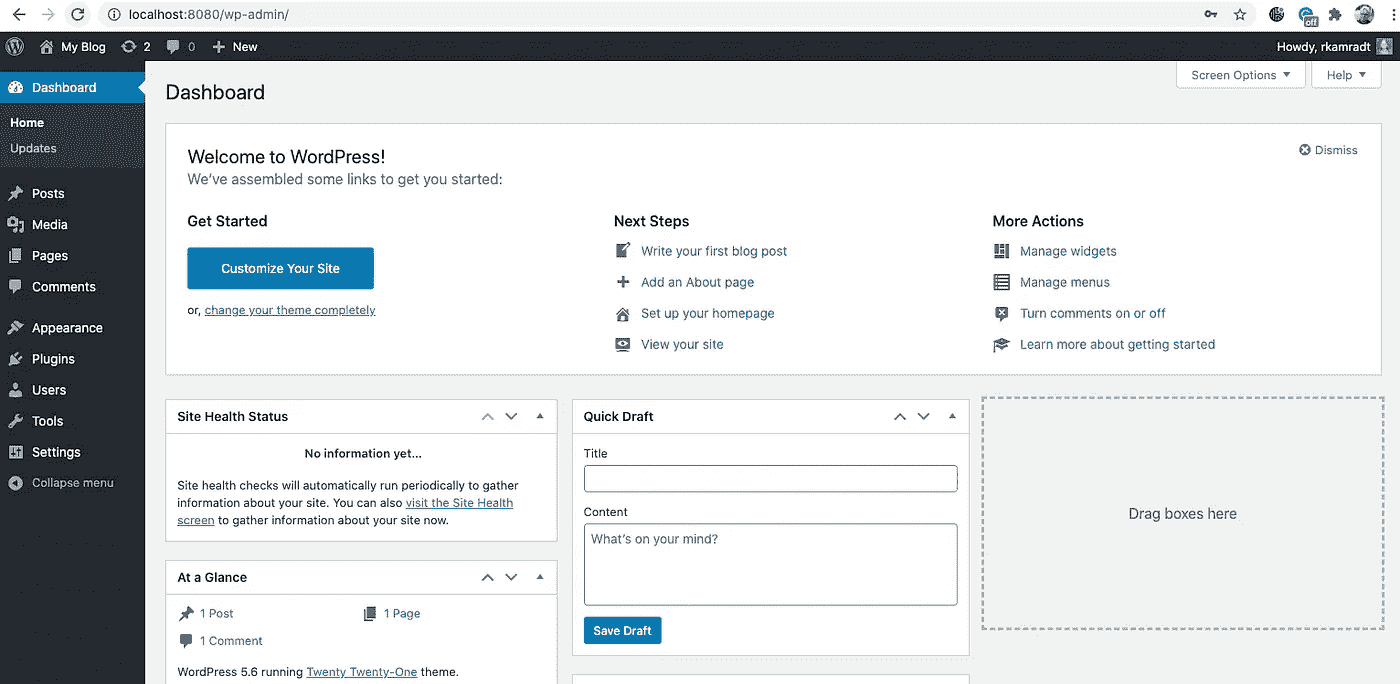 localhost:8080/wp-admin/
off
My Blog 2 0 New
Howdy, rkamradt
Dashboard
Home
Updates
Posts
Media
Pages
Comments
Appearance
Plugins
Users
Tools
Settings
Collapse menu
Screen Options
Help
Dashboard
Welcome to WordPress!
Dismiss
We've assembled some links to get you started:
Get Started
Customize Your Site
or, change your theme completely
Next Steps
Write your first blog post
Add an About page
Set up your homepage
View your site
More Actions
Manage widgets
Manage menus
Turn comments on or off
Learn more about getting started
Site Health Status
No information yet...
Site health checks will automatically run periodically to gather
information about your site. You can also visit the Site Health
screen to gather information about your site now.
At a Glance
1 Post
1 Page
1 Comment
WordPress 5.6 running Twenty Twenty-One theme.
Quick Draft
Title
Content
What's on your mind?
Save Draft
Drag boxes here